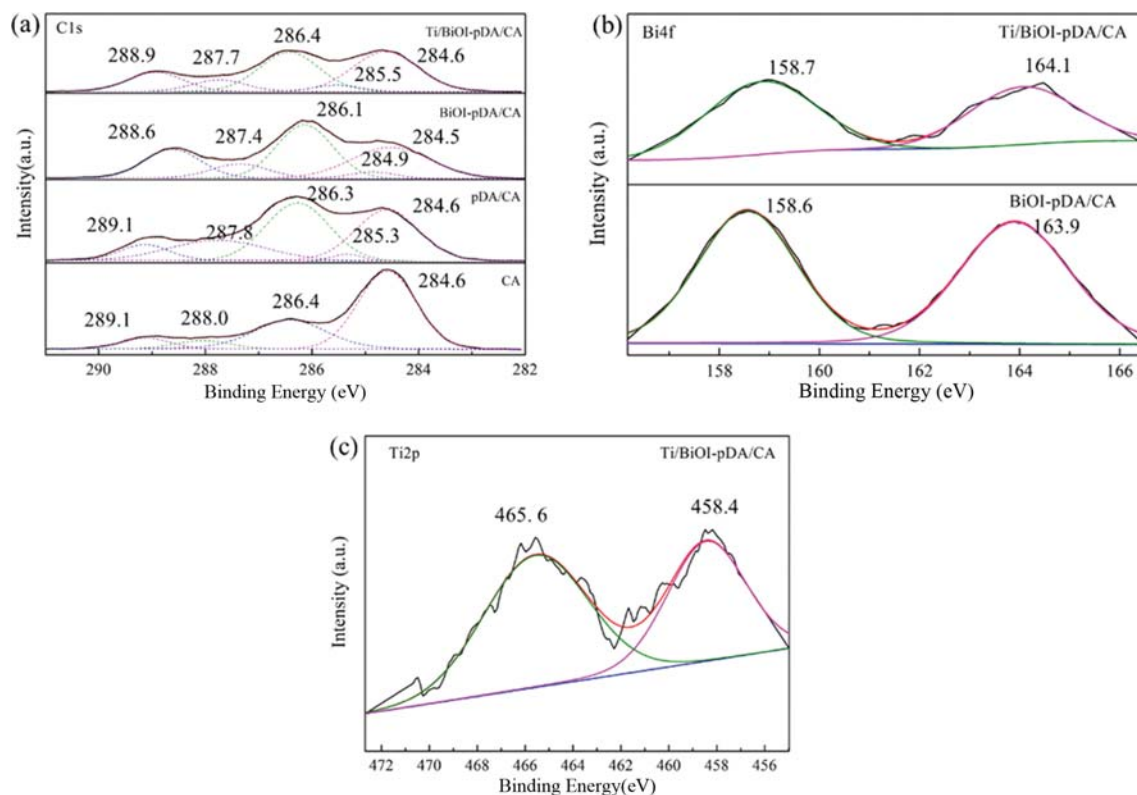 (a)
C1s
Ti/BiOI-pDA/CA
288.9
287.7
286.4
285.5
284.6
BiOI-pDA/CA
288.6
287.4
286.1
284.9
284.5
pDA/CA
289.1
287.8
286.3
285.3
284.6
CA
289.1
288.0
286.4
284.6
Intensity(a.u.)
290 288 286 284 282
Binding Energy (eV)
(b)
Bi4f
Ti/BiOI-pDA/CA
158.7
164.1
BiOI-pDA/CA
158.6
163.9
Intensity (a.u.)
158 160 162 164 166
Binding Energy (eV)
(c)
Ti2p
Ti/BiOI-pDA/CA
465. 6
458.4
Intensity (a.u.)
472 470 468 466 464 462 460 458 456
Binding Energy(eV)